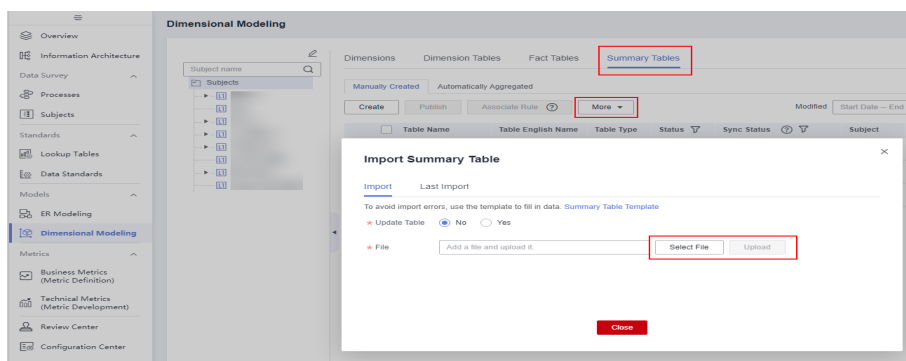 Overview
Information Architecture
Data Survey
Processes
Subjects
Standards
Lookup Tables
Data Standards
Models
ER Modeling
Dimensional Modeling
Metrics
Business Metrics
(Metric Definition)
Technical Metrics
(Metric Development)
Review Center
Configuration Center
Dimensional Modeling
Subject name
Subjects
L1
L1
L1
L1
L1
L1
L1
Dimensions Dimension Tables Fact Tables Summary Tables
Manually Created Automatically Aggregated
Create Publish Associate Rule ? More Modified Start Date — End
Table Name Table English Name Table Type Status Sync Status ? Subject
Import Summary Table
Import Last Import
To avoid import errors, use the template to fill in data. Summary Table Template
* Update Table No Yes
* File Add a file and upload it. Select File Upload
Close